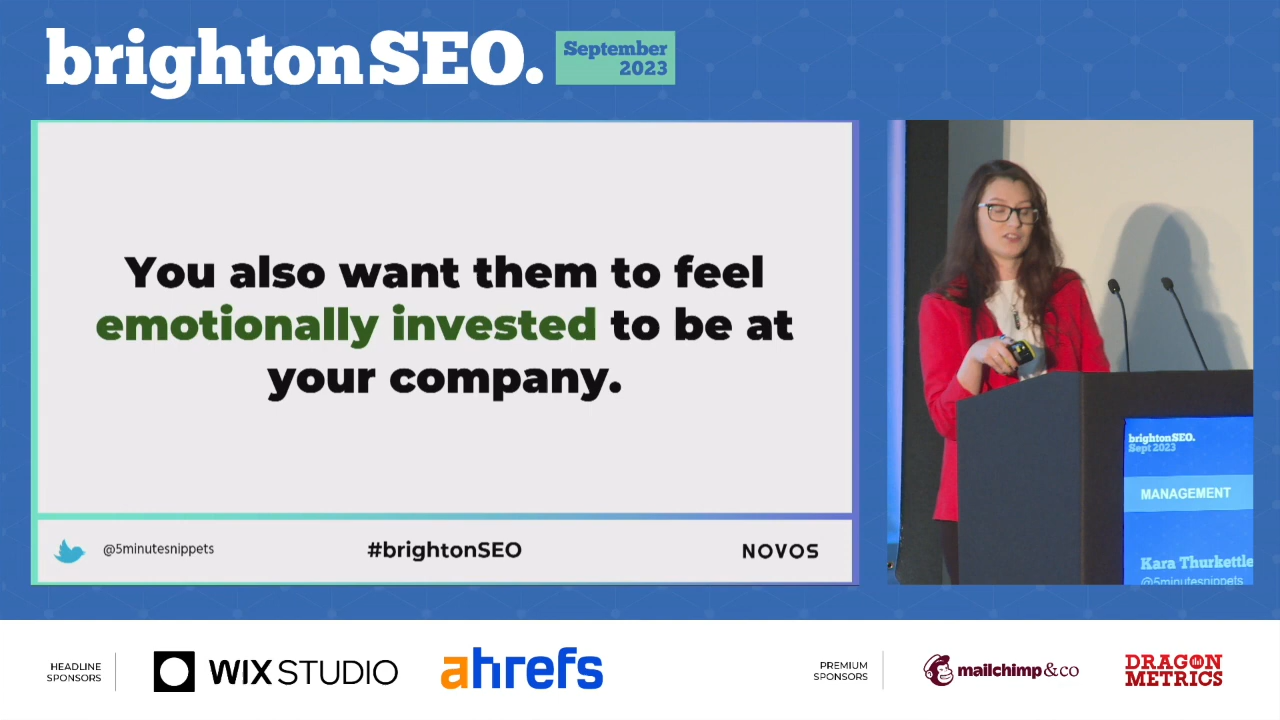 brightonSEO.
September
2023
You also want them to feel
emotionally invested to be at
your company.
@5minutesnippets
#brightonSEO
NOVOS
brightonSEO.
Sept 2023
MANAGEMENT
Kara Thurkettle
@5minutesnippets
HEADLINE
SPONSORS
WIX STUDIO
ahrefs
PREMIUM
SPONSORS
mailchimp & co
DRAGON
METRICS